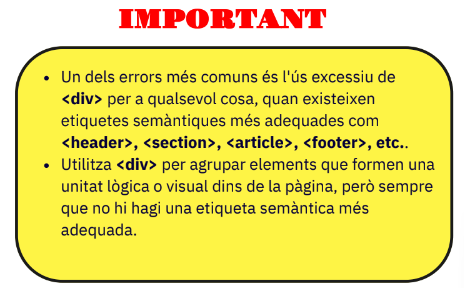 IMPORTANT
• Un dels errors més comuns és l'ús excessiu de
<div> per a qualsevol cosa, quan existeixen
etiquetes semàntiques més adequades com
<header>, <section>, <article>, <footer>, etc..
• Utilitza <div> per agrupar elements que formen una
unitat lògica o visual dins de la pàgina, però sempre
que no hi hagi una etiqueta semàntica més
adequada.